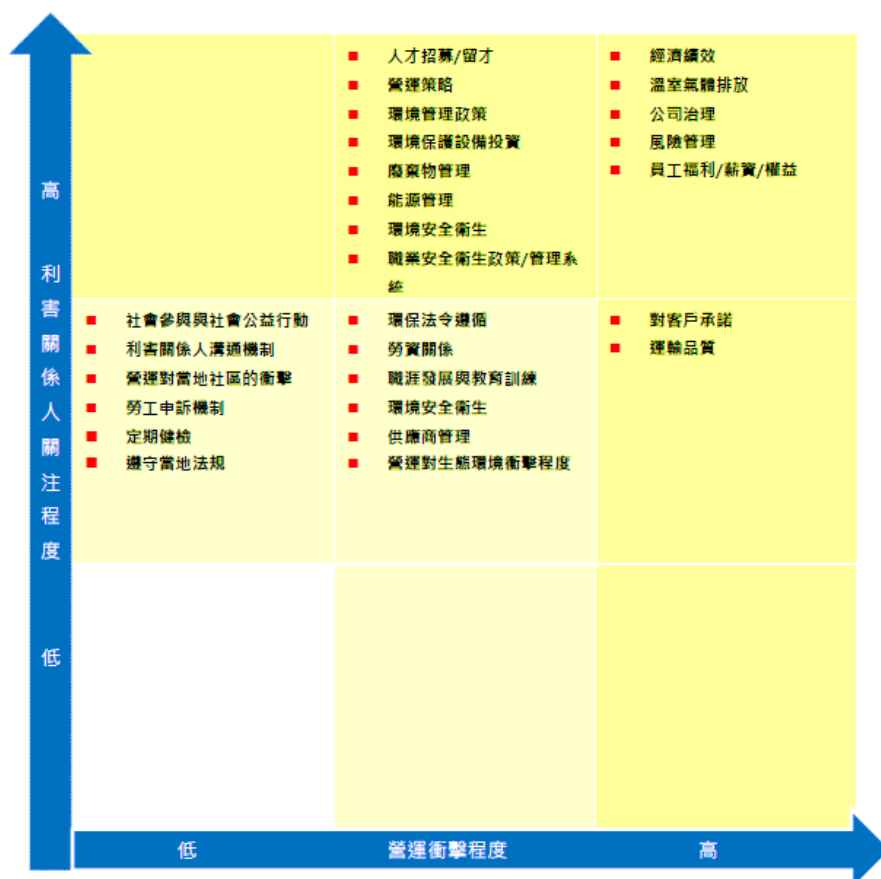 高
利害關係人關注程度
低
人才招募/留才
營運策略
環境管理政策
環境保護設備投資
廢棄物管理
能源管理
環境安全衛生
職業安全衛生政策/管理系
統
經濟績效
溫室氣體排放
公司治理
風險管理
員工福利/薪資/權益
社會參與與社會公益行動
利害關係人溝通機制
營運對當地社區的衝擊
勞工申訴機制
定期健檢
遵守當地法規
環保法令遵循
勞資關係
職涯發展與教育訓練
環境安全衛生
供應商管理
營運對生態環境衝擊程度
對客戶承諾
運輸品質
低
營運衝擊程度
高